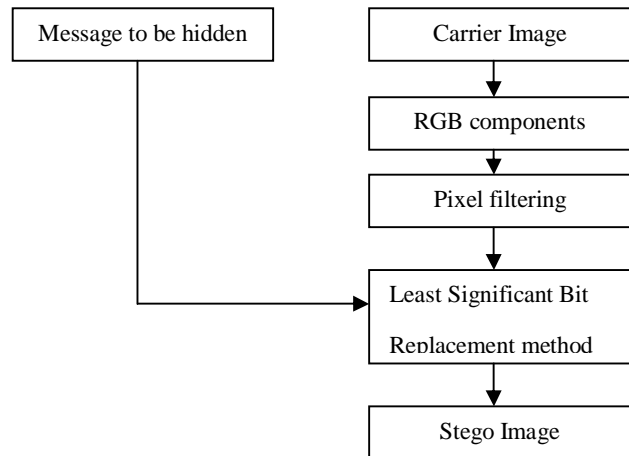 Message to be hidden
Carrier Image
RGB components
Pixel filtering
Least Significant Bit
Replacement method
Stego Image